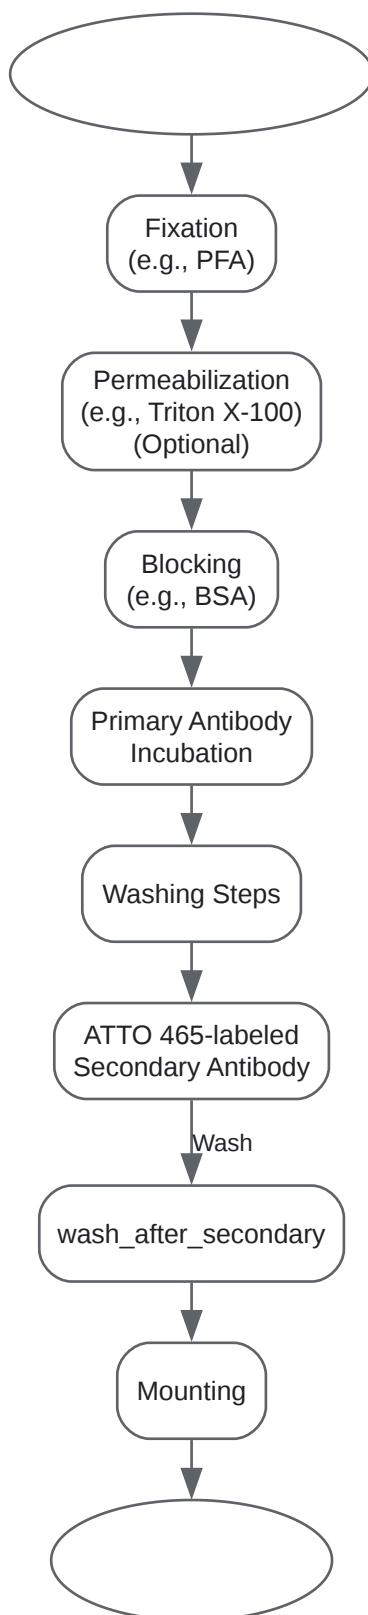 Fixation
(e.g., PFA)
Permeabilization
(e.g., Triton X-100)
(Optional)
Blocking
(e.g., BSA)
Primary Antibody
Incubation
Washing Steps
ATTO 465-labeled
Secondary Antibody
Wash
wash_after_secondary
Mounting